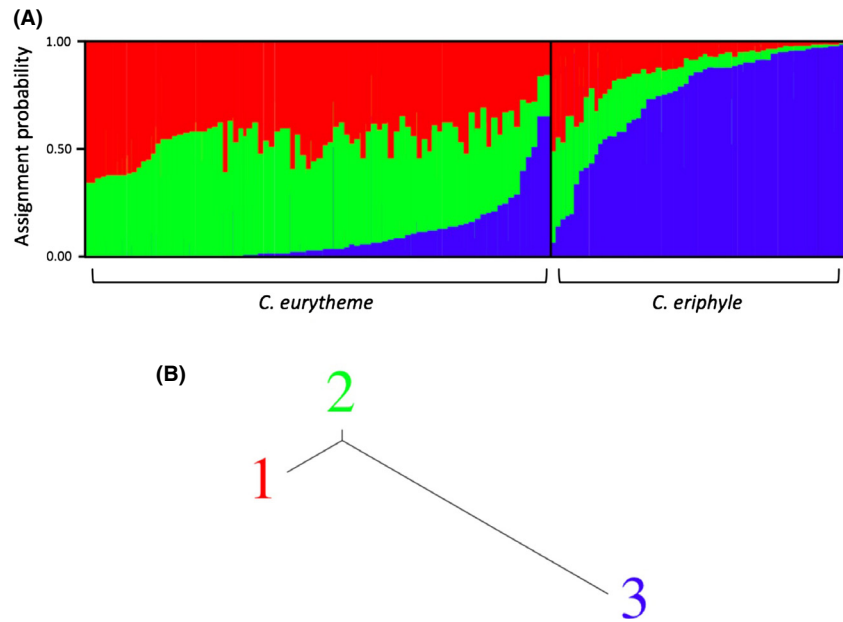 (A)
Assignment probability
1.00
0.50
0.00
C. eurytheme
C. eriphyle
(B)
2
1
3